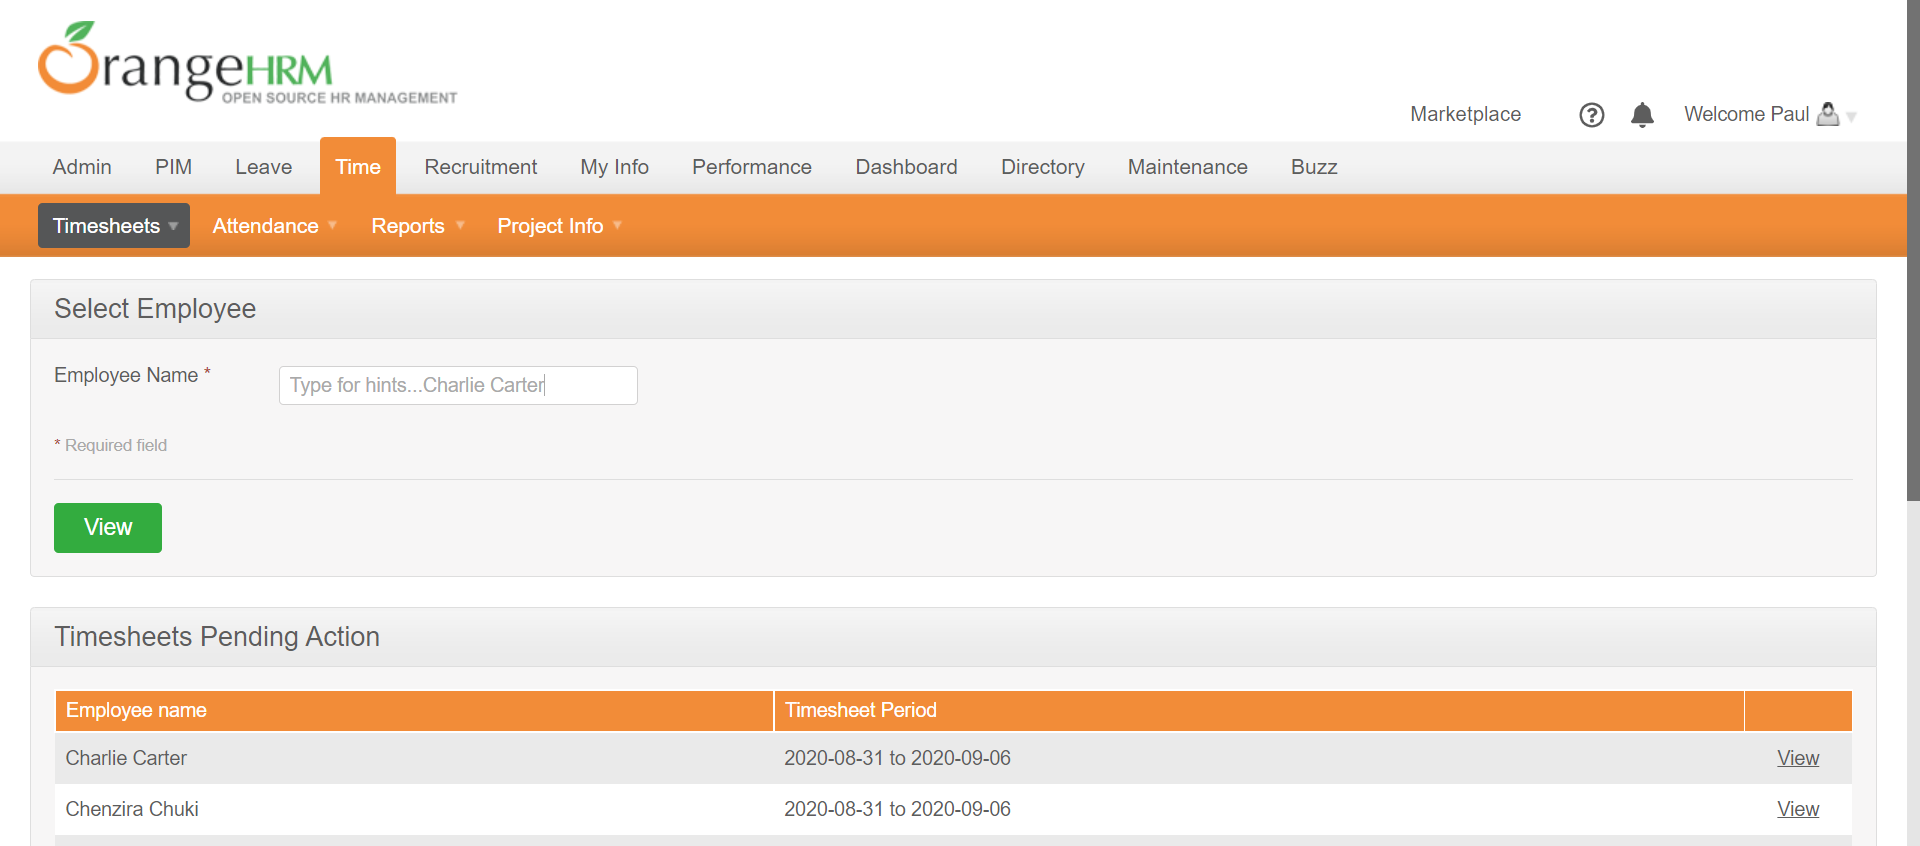 OrangeHRM
OPEN SOURCE HR MANAGEMENT
Marketplace
Welcome Paul
Admin PIM Leave Time Recruitment My Info Performance Dashboard Directory Maintenance Buzz
Timesheets Attendance Reports Project Info
Select Employee
Employee Name * Type for hints...Charlie Carter
* Required field
View
Timesheets Pending Action
Employee name Timesheet Period
Charlie Carter 2020-08-31 to 2020-09-06 View
Chenzira Chuki 2020-08-31 to 2020-09-06 View